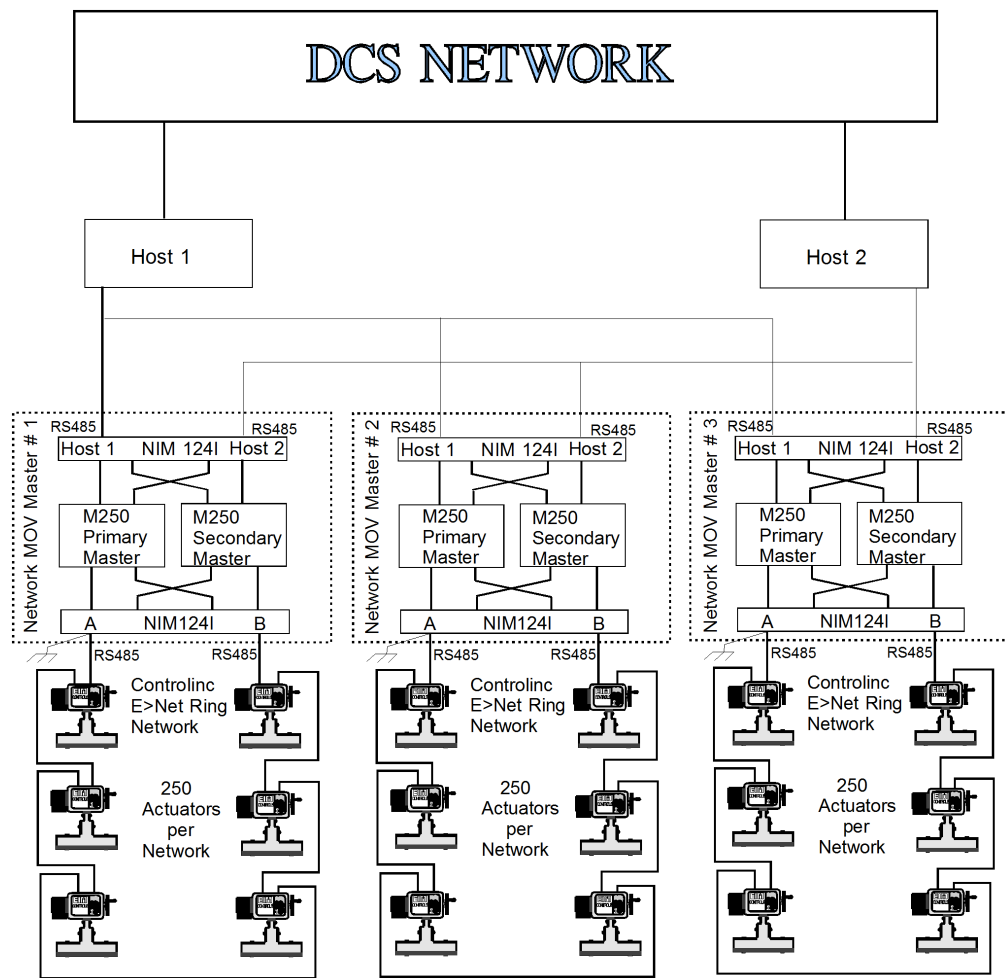 DCS NETWORK
Host 1
Host 2
Network MOV Master # 1
RS485
RS485
Host 1 NIM 124I Host 2
M250
Primary
Master
M250
Secondary
Master
A NIM124I B
RS485
RS485
Controlinc
E>Net Ring
Network
250
Actuators
per
Network
Network MOV Master # 2
RS485
RS485
Host 1 NIM 124I Host 2
M250
Primary
Master
M250
Secondary
Master
A NIM124I B
RS485
RS485
Controlinc
E>Net Ring
Network
250
Actuators
per
Network
Network MOV Master # 3
RS485
RS485
Host 1 NIM 124I Host 2
M250
Primary
Master
M250
Secondary
Master
A NIM124I B
RS485
RS485
Controlinc
E>Net Ring
Network
250
Actuators
per
Network